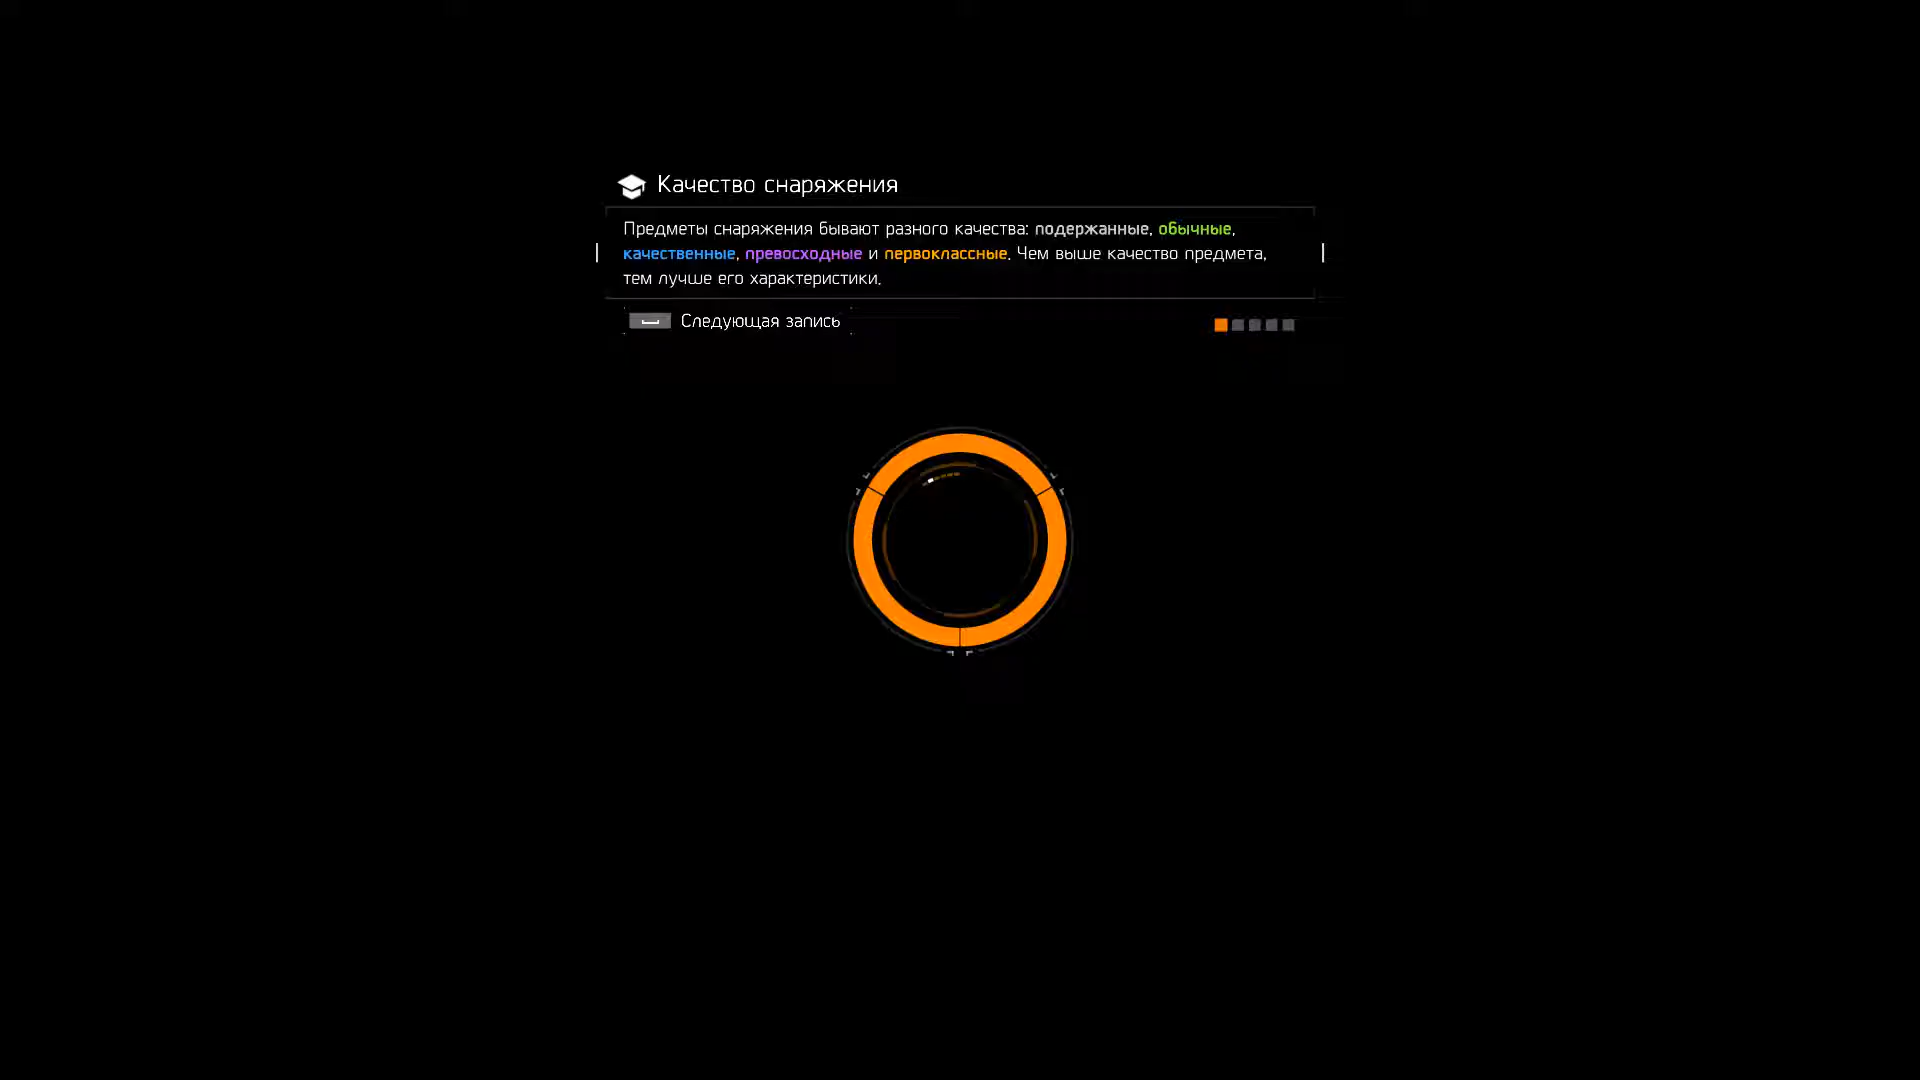 Качество снаряжения
Предметы снаряжения бывают разного качества: подержанные, обычные,
качественные, превосходные и первоклассные. Чем выше качество предмета,
тем лучше его характеристики.
Следующая запись